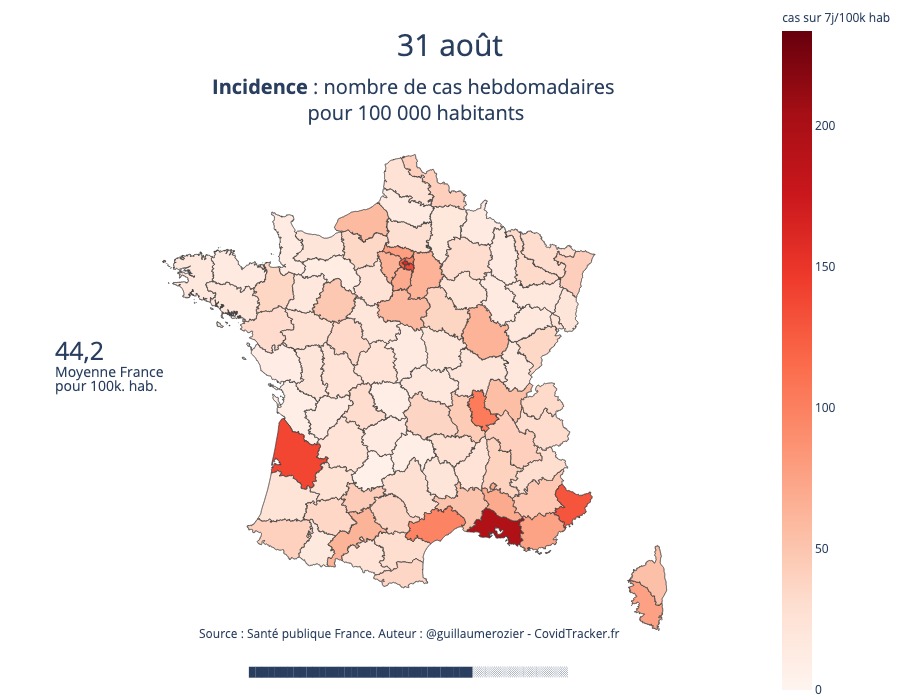 cas sur 7j/100k hab
31 août
Incidence : nombre de cas hebdomadaires
pour 100 000 habitants
200
150
44,2
Moyenne France
pour 100k. hab.
100
50
Source : Santé publique France. Auteur : @guillaumerozier - CovidTracker.fr
0